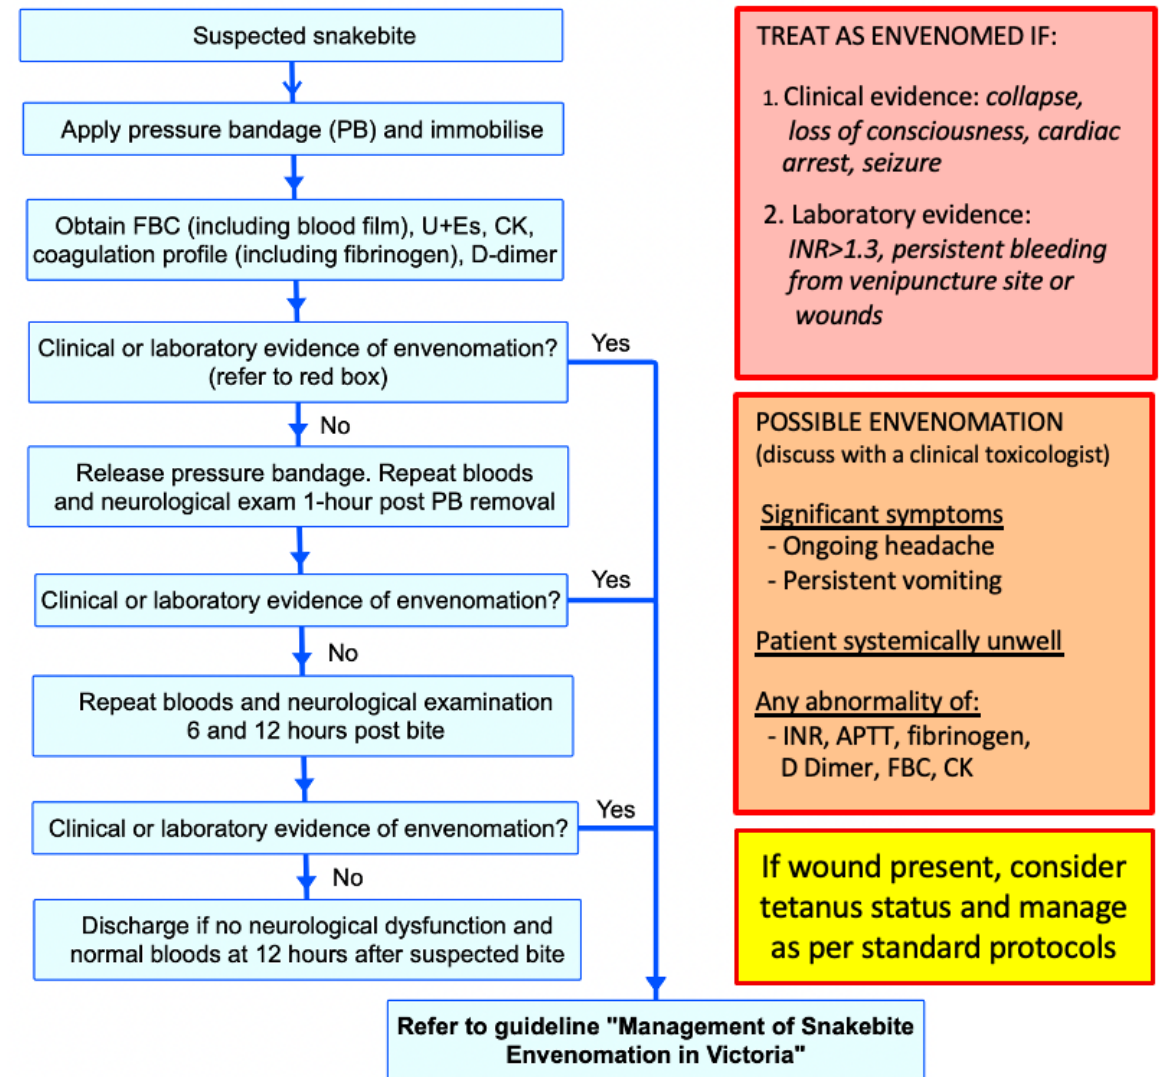 Suspected snakebite
Apply pressure bandage (PB) and immobilise
Obtain FBC (including blood film), U+Es, CK,
coagulation profile (including fibrinogen), D-dimer
Clinical or laboratory evidence of envenomation?
(refer to red box)
Yes
No
Release pressure bandage. Repeat bloods
and neurological exam 1-hour post PB removal
Clinical or laboratory evidence of envenomation?
Yes
No
Repeat bloods and neurological examination
6 and 12 hours post bite
Clinical or laboratory evidence of envenomation?
Yes
No
Discharge if no neurological dysfunction and
normal bloods at 12 hours after suspected bite
Refer to guideline "Management of Snakebite
Envenomation in Victoria"
TREAT AS ENVENOMED IF:
1. Clinical evidence: collapse,
loss of consciousness, cardiac
arrest, seizure
2. Laboratory evidence:
INR>1.3, persistent bleeding
from venipuncture site or
wounds
POSSIBLE ENVENOMATION
(discuss with a clinical toxicologist)
Significant symptoms
- Ongoing headache
- Persistent vomiting
Patient systemically unwell
Any abnormality of:
- INR, APTT, fibrinogen,
D Dimer, FBC, CK
If wound present, consider
tetanus status and manage
as per standard protocols